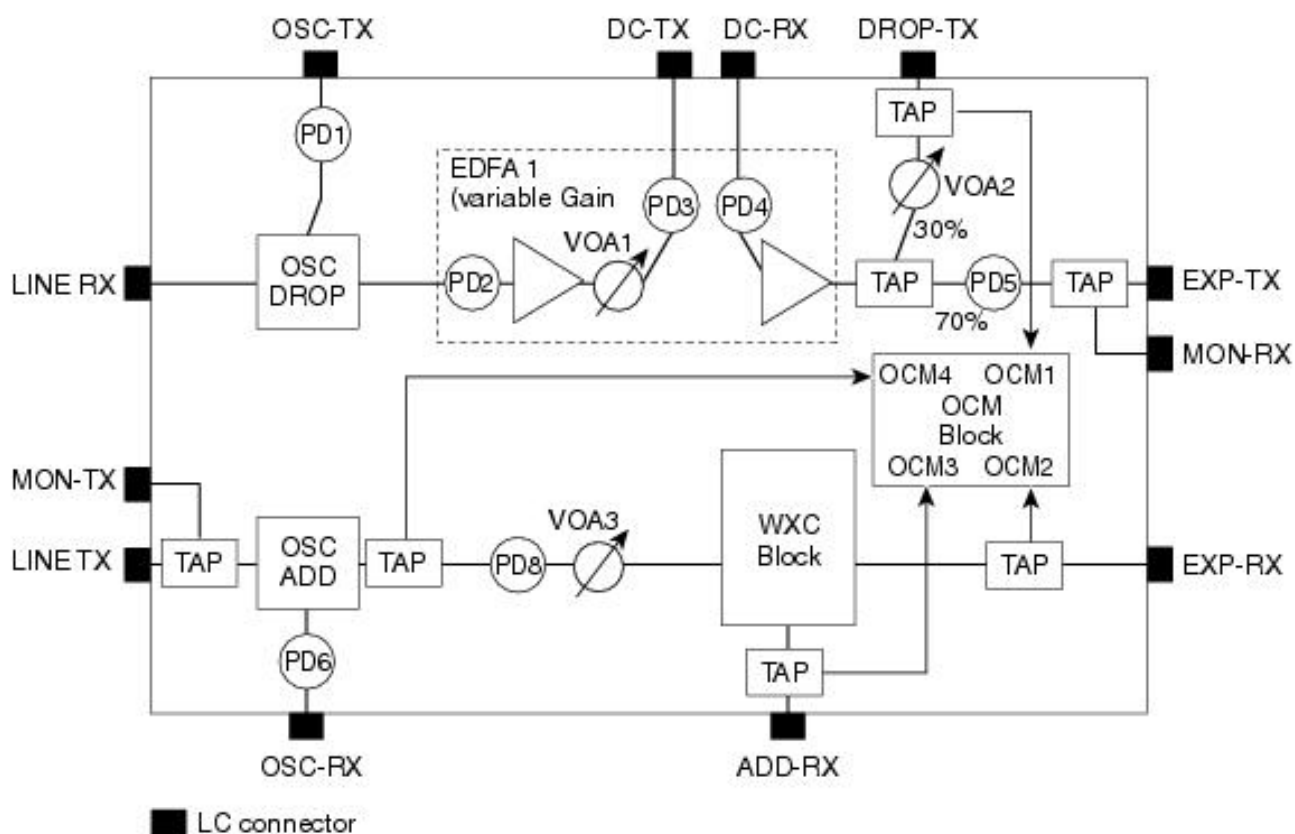 OSC-TX
DC-TX
DC-RX
DROP-TX
TAP
PD1
EDFA 1
(variable Gain
VOA2
PD3
PD4
30%
VOA1
LINE RX
OSC
DROP
PD2
TAP
PD5
TAP
EXP-TX
70%
MON-RX
OCM4
OCM1
OCM
Block
OCM3
OCM2
MON-TX
VOA3
WXC
Block
LINE TX
TAP
OSC
ADD
TAP
PD8
TAP
EXP-RX
PD6
TAP
OSC-RX
ADD-RX
LC connector